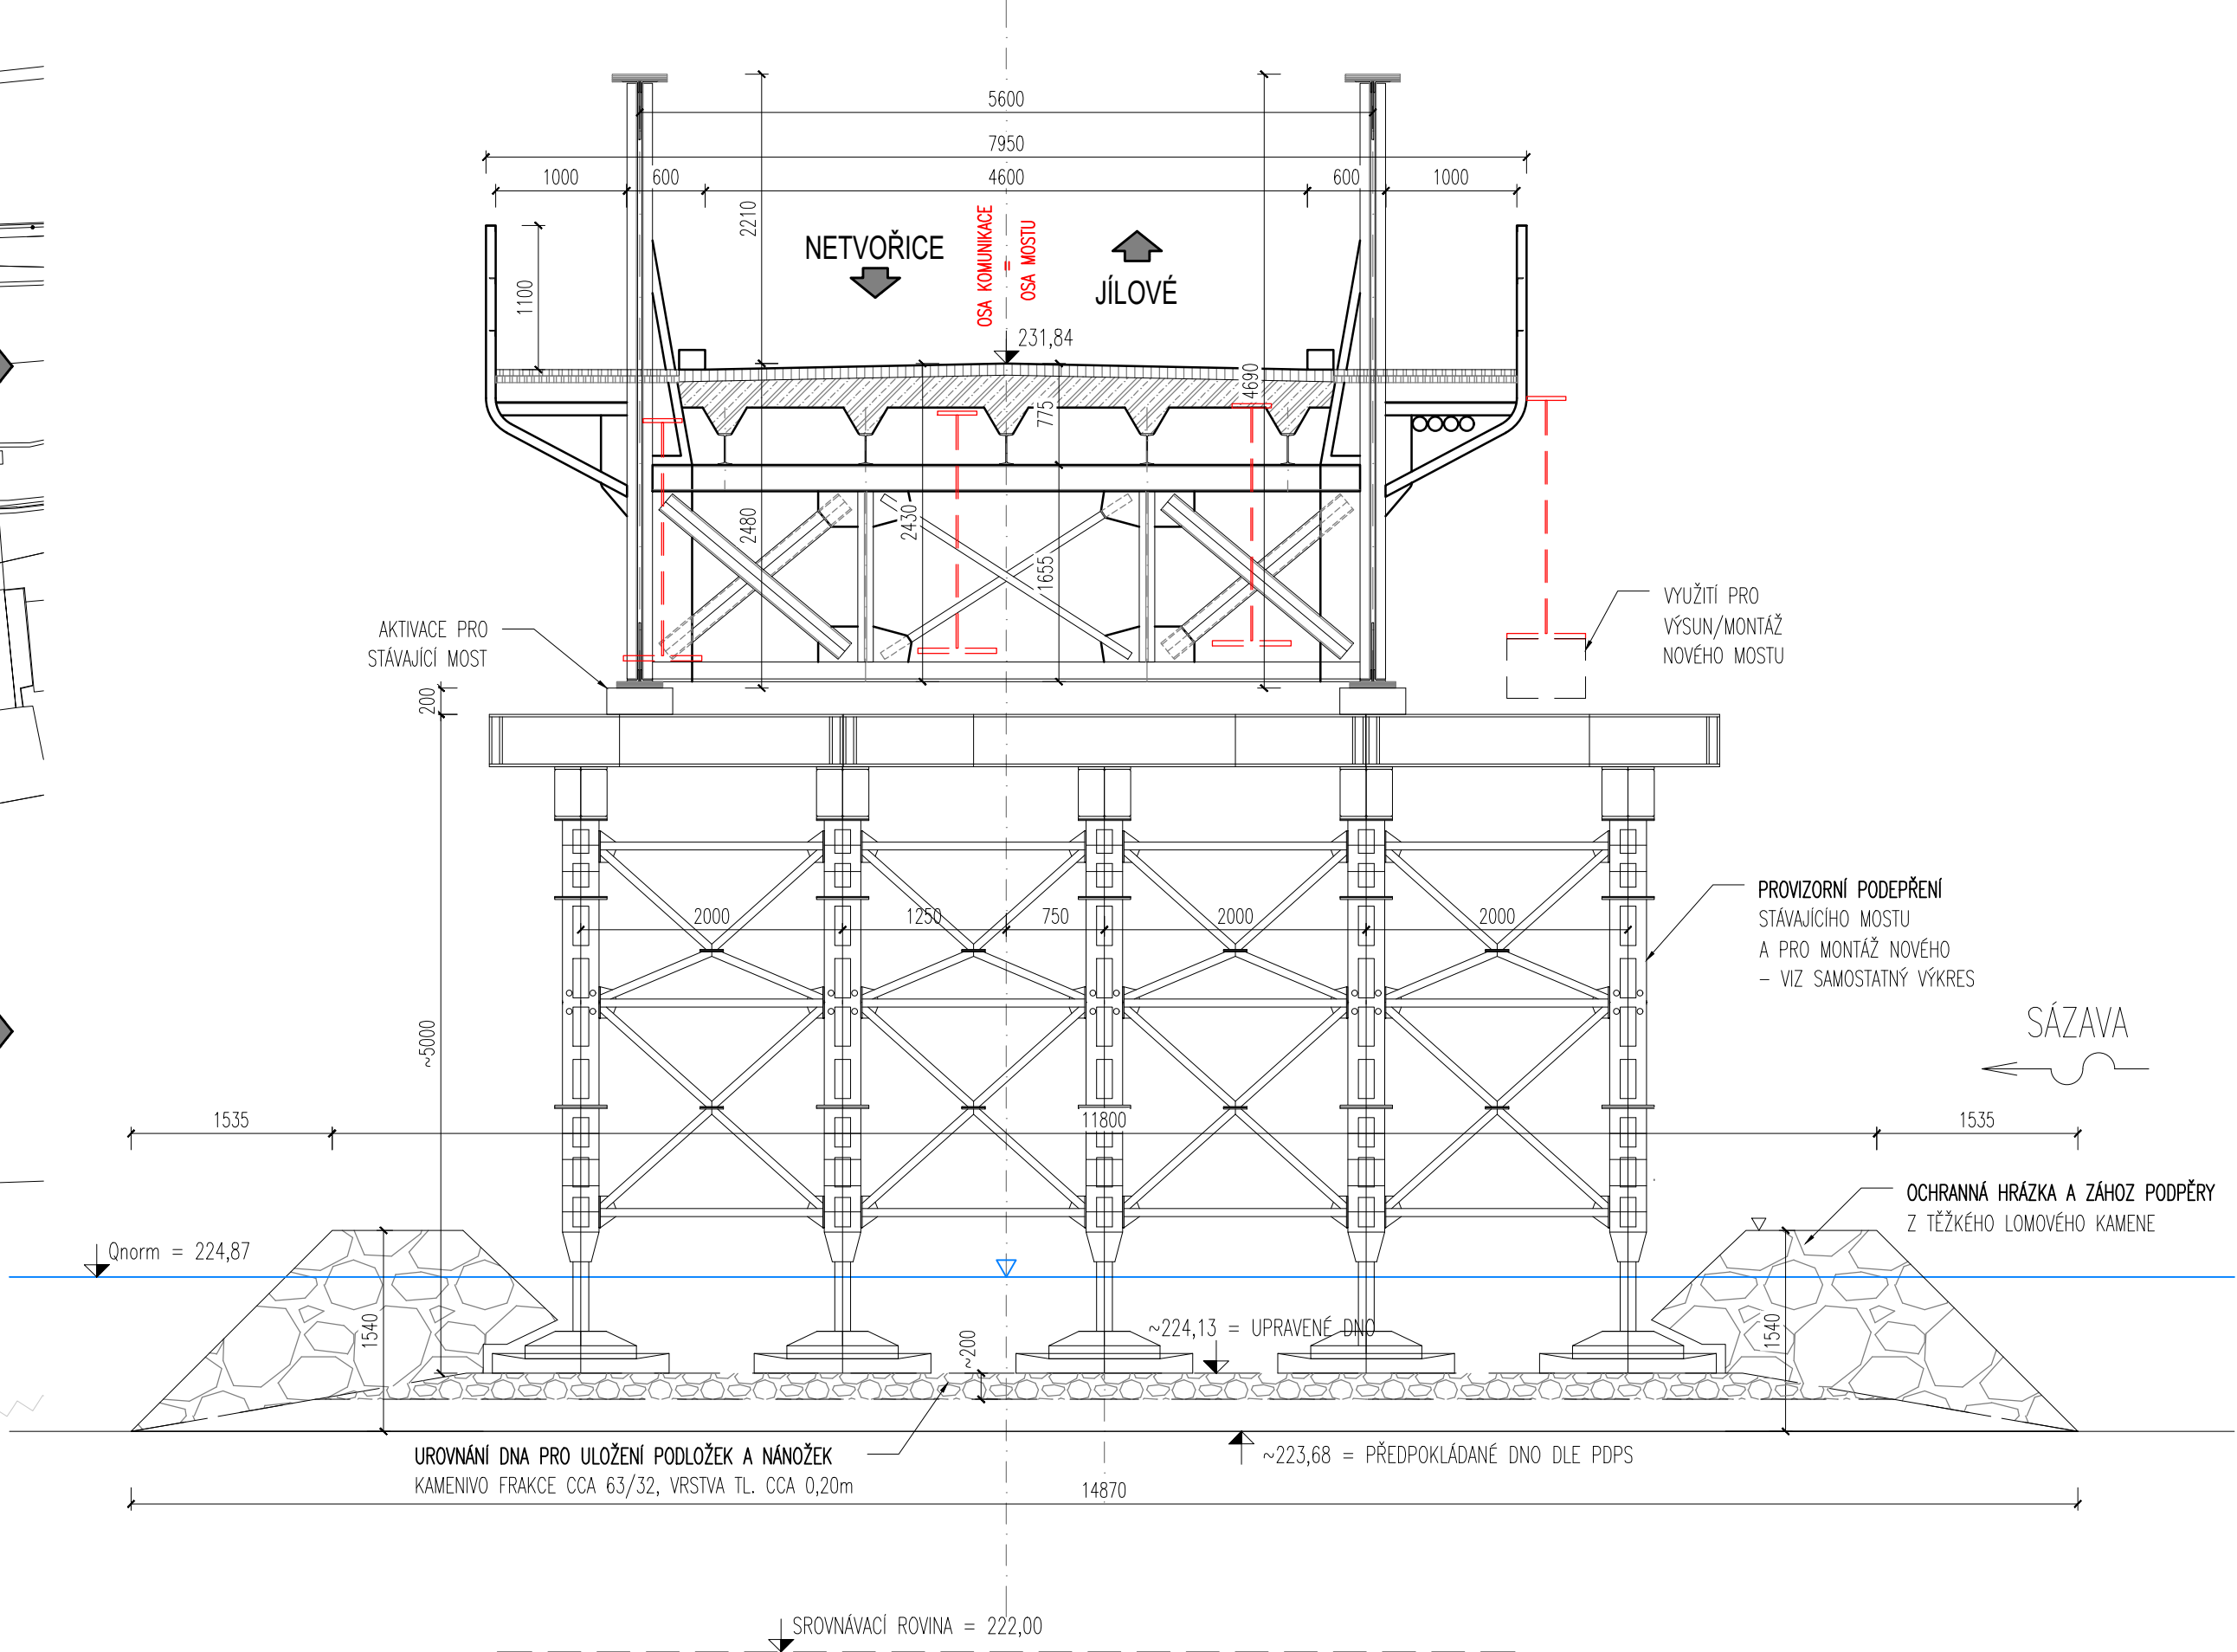 5600
7950
1000
600
4600
600
1000
2210
NETVOŘICE
OSA KOMUNIKACE
=
OSA MOSTU
JÍLOVÉ
1100
231,84
4690
775
2480
2430
1655
VYUŽITÍ PRO
VÝSUN/MONTÁŽ
NOVÉHO MOSTU
AKTIVACE PRO
STÁVAJÍCÍ MOST
200
PROVIZORNÍ PODEPŘENÍ
STÁVAJÍCÍHO MOSTU
A PRO MONTÁŽ NOVÉHO
– VIZ SAMOSTATNÝ VÝKRES
2000
1250
750
2000
2000
SÁZAVA
~5000
1535
11800
1535
OCHRANNÁ HRÁZKA A ZÁHOZ PODPĚRY
Z TĚŽKÉHO LOMOVÉHO KAMENE
Qnorm = 224,87
1540
~200
~224,13 = UPRAVENÉ DNO
1540
UROVNÁNÍ DNA PRO ULOŽENÍ PODLOŽEK A NÁNOŽEK
KAMENIVO FRAKCE CCA 63/32, VRSTVA TL. CCA 0,20m
~223,68 = PŘEDPOKLÁDANÉ DNO DLE PDPS
14870
SROVNÁVACÍ ROVINA = 222,00